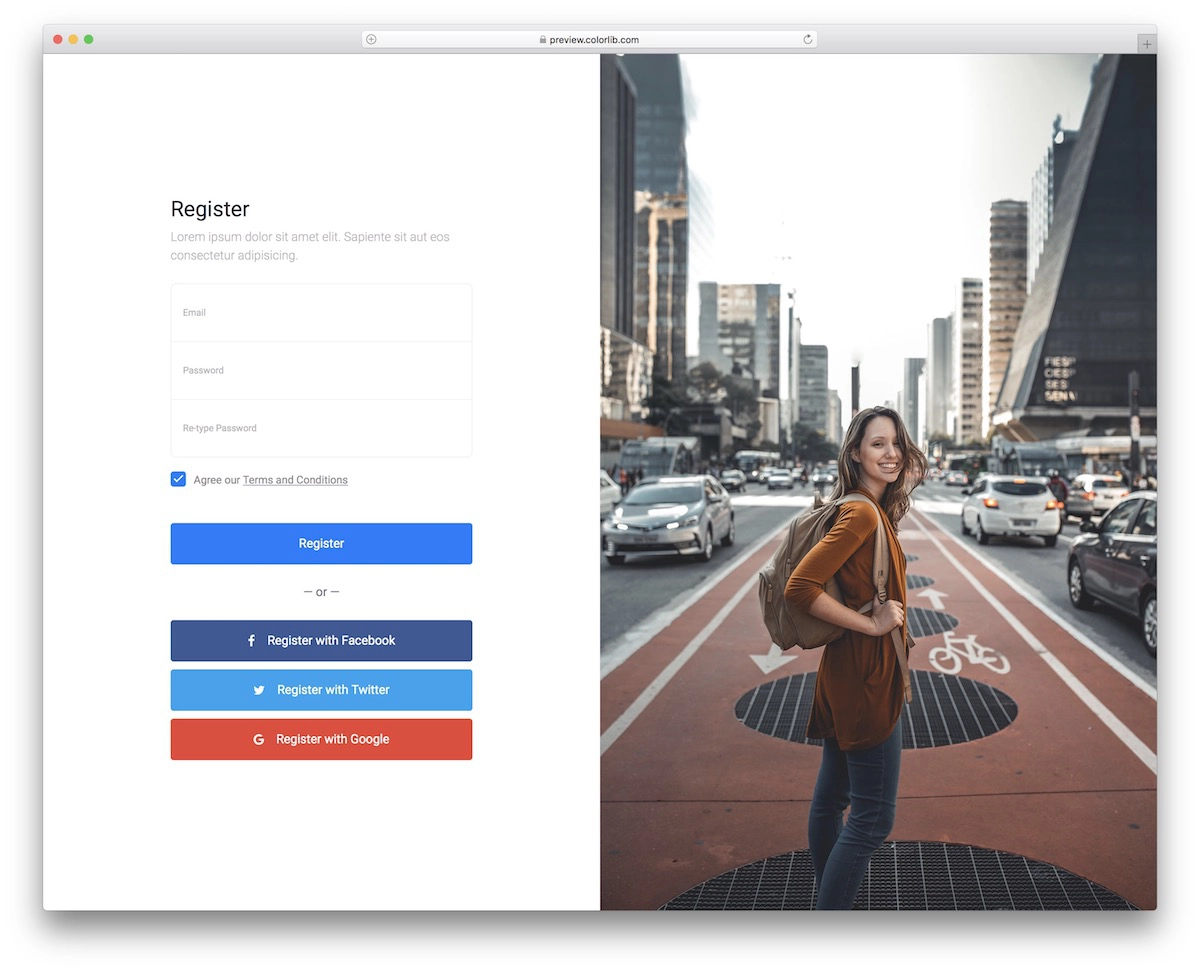 preview.colorlib.com
Register
Lorem ipsum dolor sit amet elit. Sapiente sit aut eos
consectetur adipisicing.
Email
Password
Re-type Password
Agree our Terms and Conditions
Register
— or —
Register with Facebook
Register with Twitter
Register with Google
SESI
SENAI